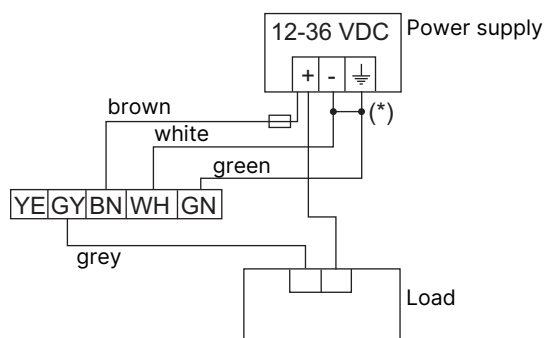 12-36 VDC
Power supply
+ - ⏚
(*)
brown
white
green
YE GY BN WH GN
grey
Load